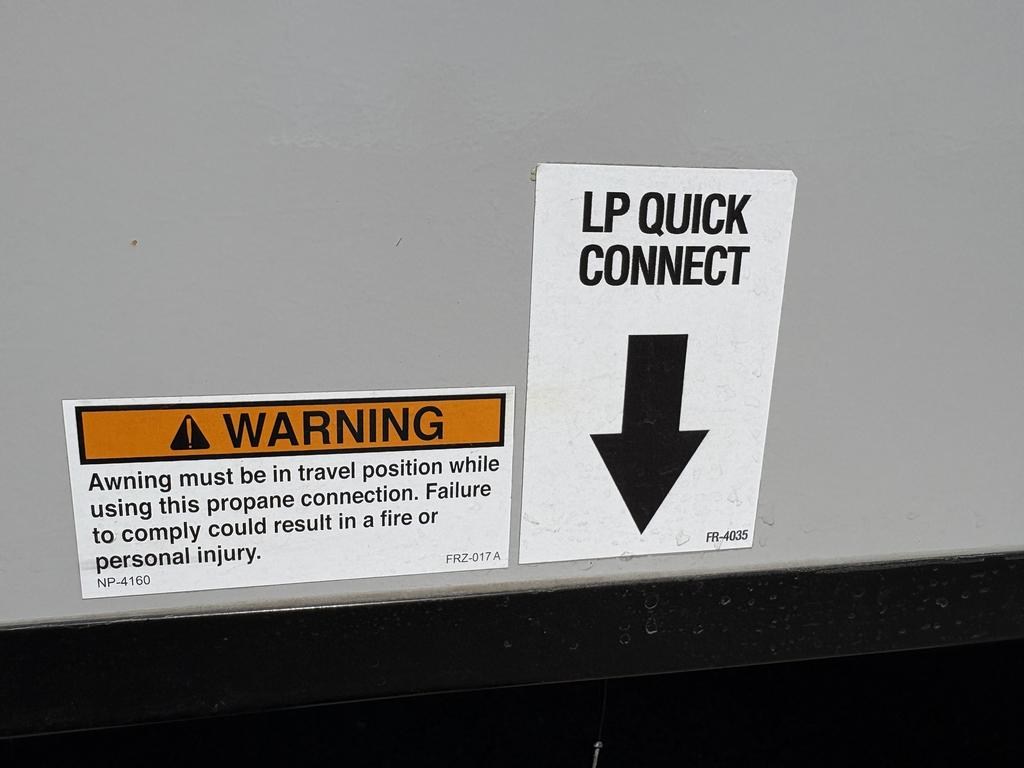 LP QUICK
CONNECT
FR-4035
WARNING
Awning must be in travel position while
using this propane connection. Failure
to comply could result in a fire or
personal injury.
NP-4160
FRZ-017 A